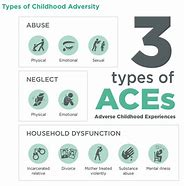 Types of Childhood Adversity
ABUSE
Physical
Emotional
Sexual
NEGLECT
Physical
Emotional
3
types of
ACEs
Adverse Childhood Experiences
HOUSEHOLD DYSFUNCTION
Incarcerated relative
Divorce
Mother treated violently
Substance abuse
Mental illness